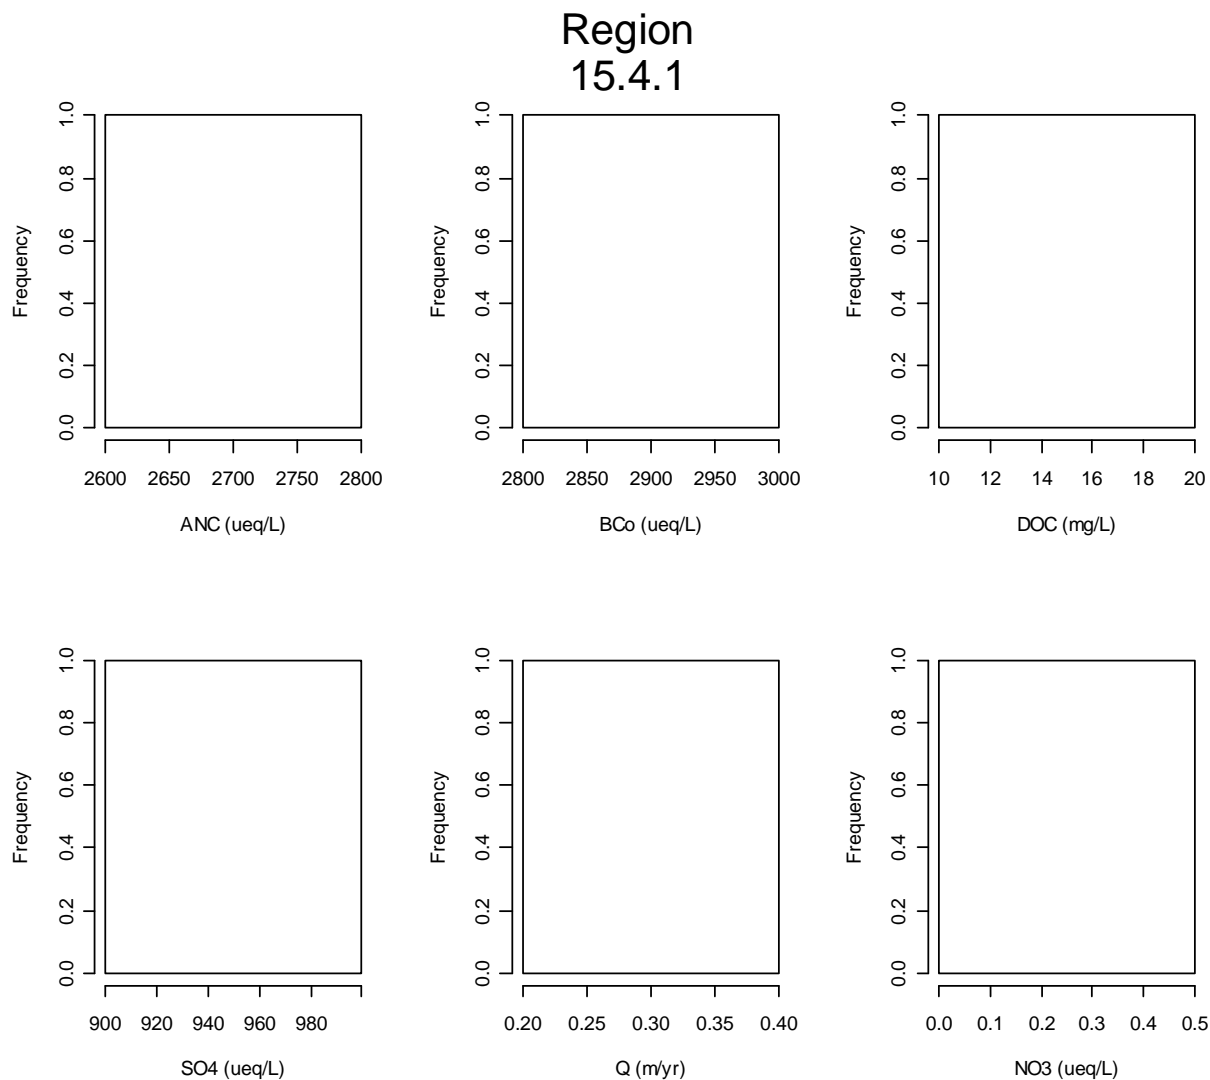 Region
15.4.1
Frequency
0.0 0.2 0.4 0.6 0.8 1.0
2600 2650 2700 2750 2800
ANC (ueq/L)
Frequency
0.0 0.2 0.4 0.6 0.8 1.0
2800 2850 2900 2950 3000
BCo (ueq/L)
Frequency
0.0 0.2 0.4 0.6 0.8 1.0
10 12 14 16 18 20
DOC (mg/L)
Frequency
0.0 0.2 0.4 0.6 0.8 1.0
900 920 940 960 980
SO4 (ueq/L)
Frequency
0.0 0.2 0.4 0.6 0.8 1.0
0.20 0.25 0.30 0.35 0.40
Q (m/yr)
Frequency
0.0 0.2 0.4 0.6 0.8 1.0
0.0 0.1 0.2 0.3 0.4 0.5
NO3 (ueq/L)